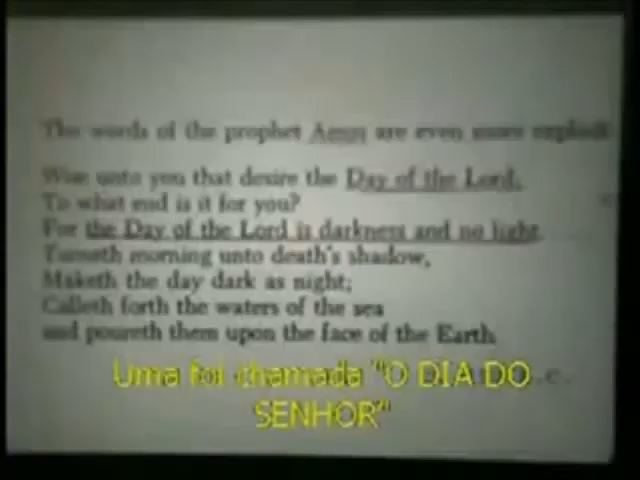 The words of the prophet Amos are even more explicit
Woe unto you that desire the Day of the Lord.
To what end is it for you?
For the Day of the Lord is darkness and no light
Turneth morning unto death's shadow,
Maketh the day dark as night;
Calleth forth the waters of the sea
and poureth them upon the face of the Earth
Uma foi chamada "O DIA DO
SENHOR"